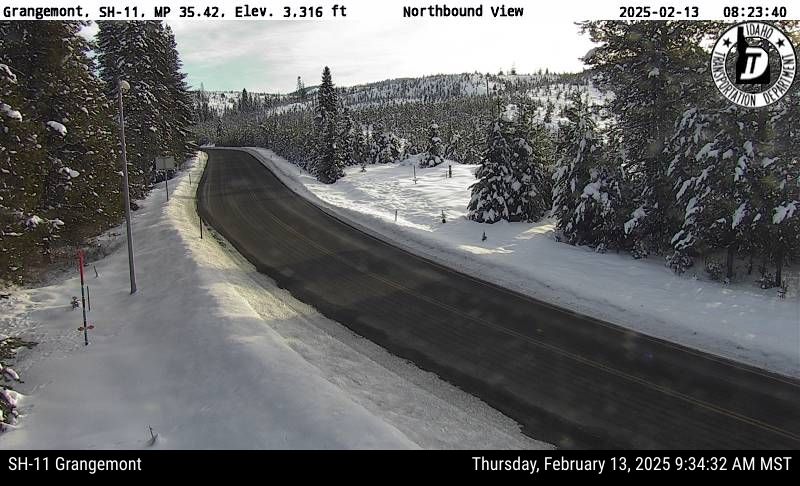 Grangemont, SH-11, MP 35.42, Elev. 3,316 ft Northbound View 2025-02-13 08:23:40
IDAHO TRANSPORTATION DEPARTMENT
SH-11 Grangemont Thursday, February 13, 2025 9:34:32 AM MST